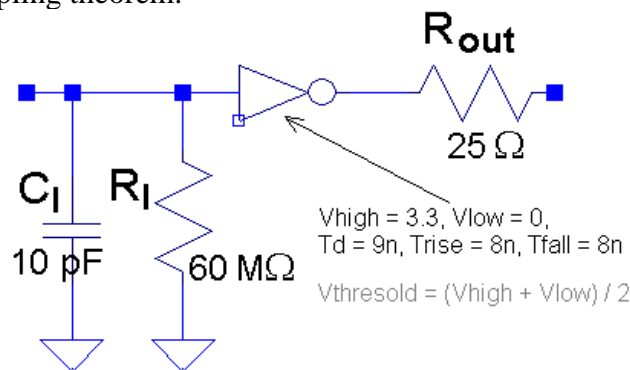 pling theorem.
Rout
25 Ω
CI
RI
10 pF
60 MΩ
Vhigh = 3.3, Vlow = 0,
Td = 9n, Trise = 8n, Tfall = 8n
Vthresold = (Vhigh + Vlow) / 2